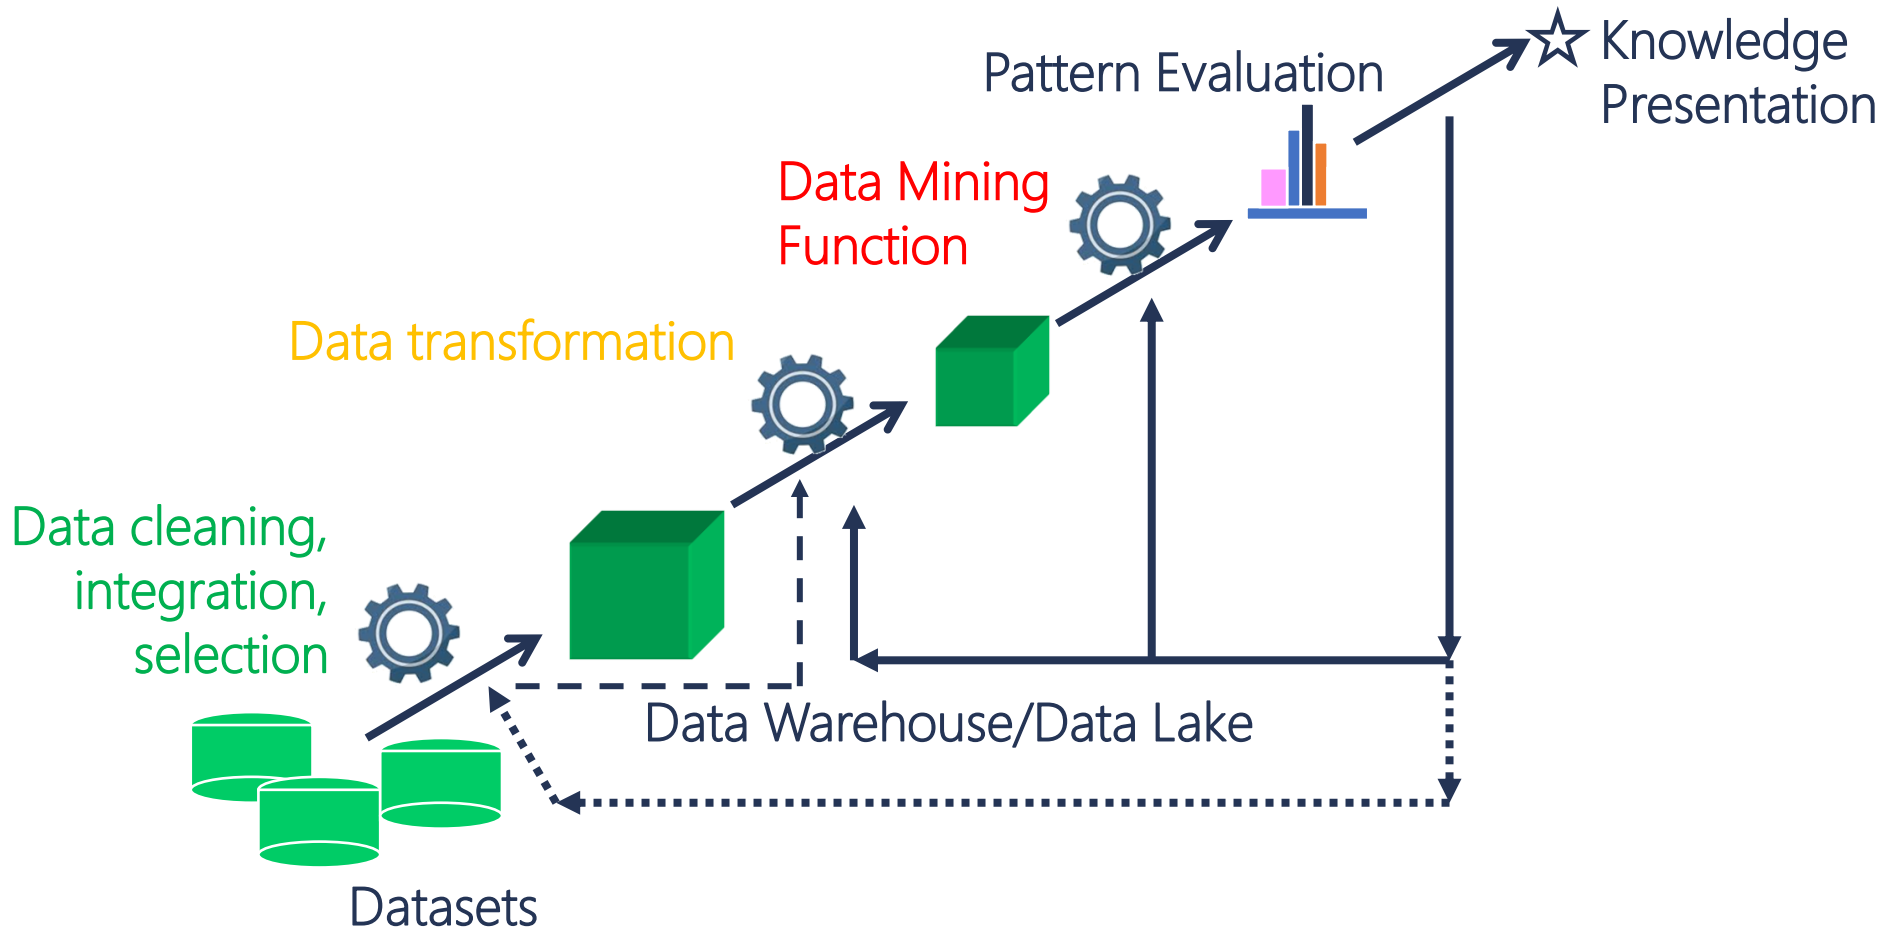 Knowledge
Presentation
Pattern Evaluation
Data Mining
Function
Data transformation
Data cleaning,
integration,
selection
Data Warehouse/Data Lake
Datasets